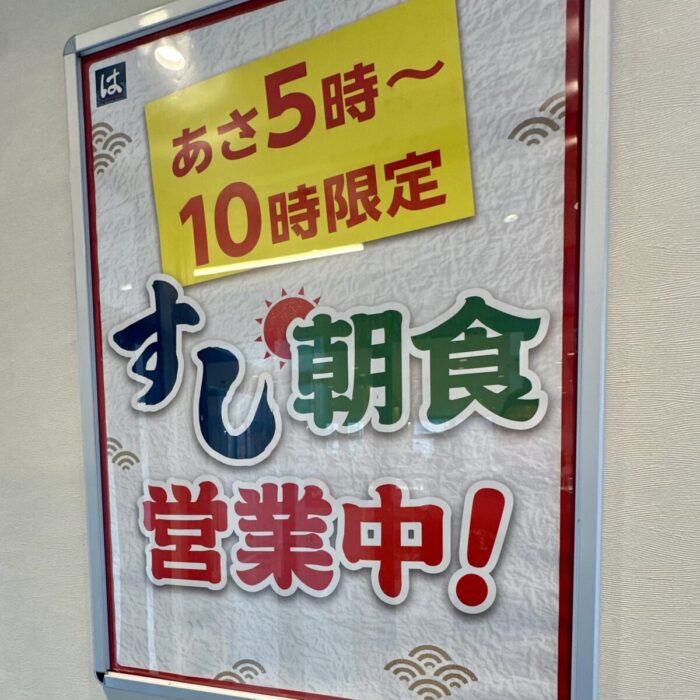 は
あさ5時～
10時限定
すし朝食
営業中！